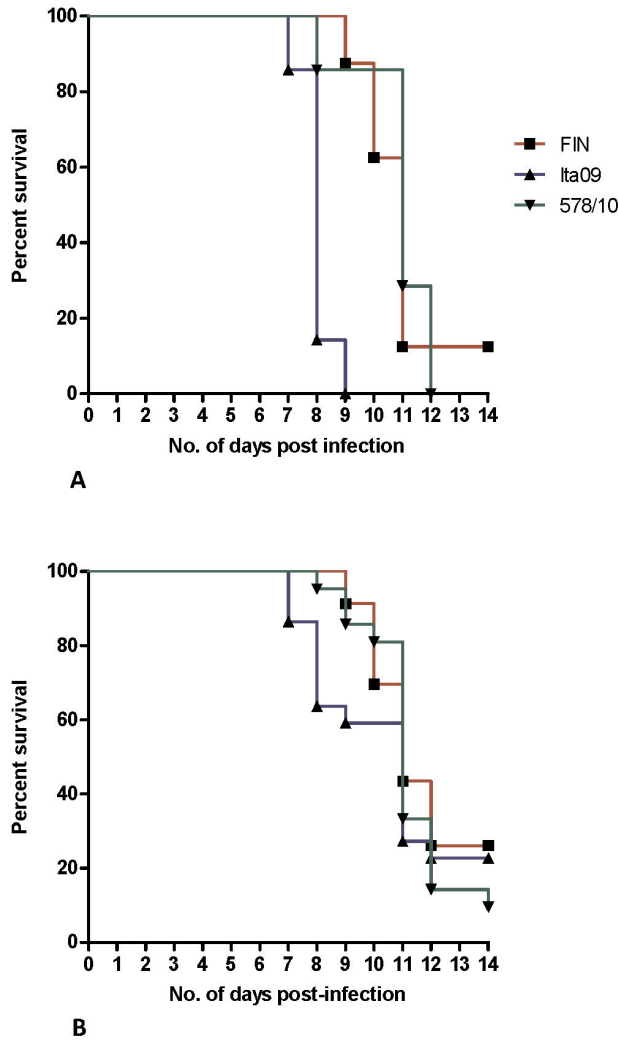 100
80
60
40
20
0
Percent survival
0 1 2 3 4 5 6 7 8 9 10 11 12 13 14
No. of days post infection
FIN
Ita09
578/10
A
100
80
60
40
20
0
Percent survival
0 1 2 3 4 5 6 7 8 9 10 11 12 13 14
No. of days post-infection
B